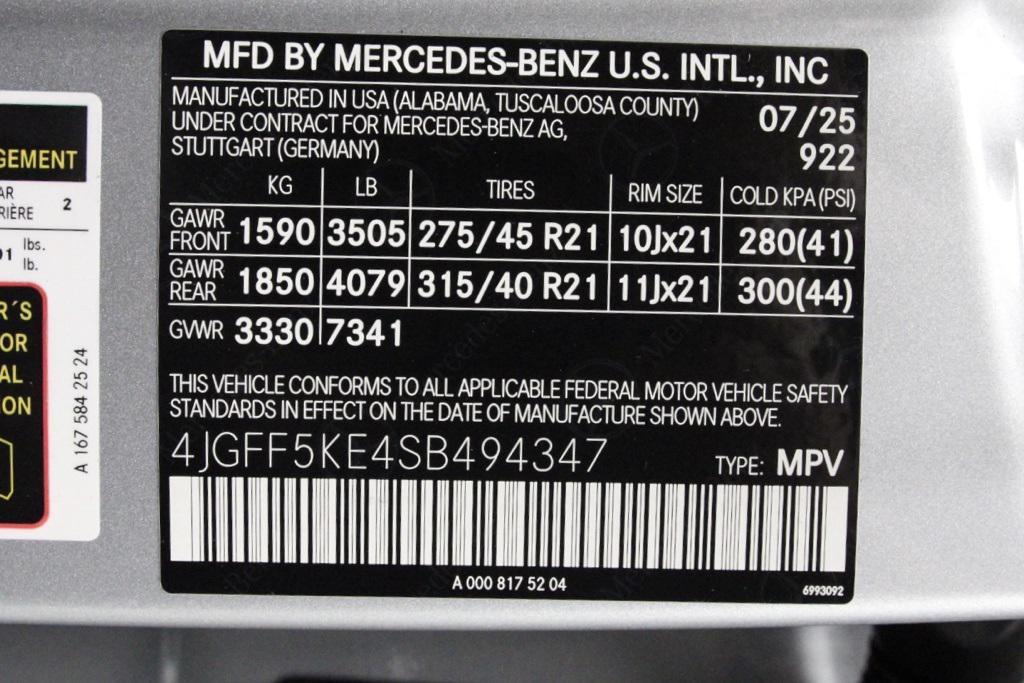 MFD BY MERCEDES-BENZ U.S. INTL., INC
MANUFACTURED IN USA (ALABAMA, TUSCALOOSA COUNTY)
UNDER CONTRACT FOR MERCEDES-BENZ AG,
STUTTGART (GERMANY)
07/25
922
KG LB TIRES RIM SIZE COLD KPA (PSI)
GAWR FRONT 1590 3505 275/45 R21 10Jx21 280(41)
GAWR REAR 1850 4079 315/40 R21 11Jx21 300(44)
GVWR 3330 7341
THIS VEHICLE CONFORMS TO ALL APPLICABLE FEDERAL MOTOR VEHICLE SAFETY
STANDARDS IN EFFECT ON THE DATE OF MANUFACTURE SHOWN ABOVE.
4JGFF5KE4SB494347 TYPE: MPV
A 000 817 52 04
6993092
GEMENT
AR
RIÈRE 2
91 lbs.
lb.
R´S
OR
AL
ON
A 167 584 25 24